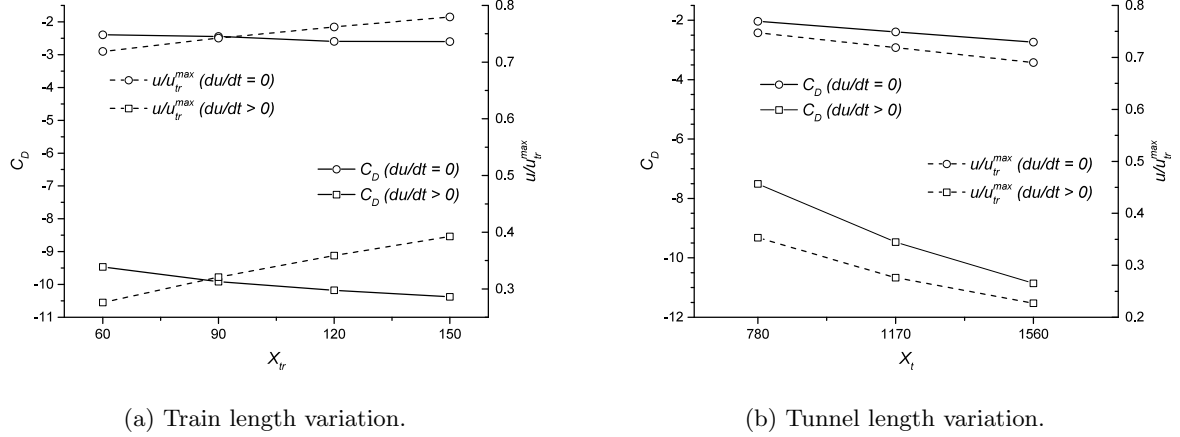 -2
-3
-4
-5
-6
-7
-8
-9
-10
-11
C_D
0.8
0.7
0.6
0.5
0.4
0.3
u/u_tr^max
u/u_tr^max (du/dt = 0)
u/u_tr^max (du/dt > 0)
C_D (du/dt = 0)
C_D (du/dt > 0)
60 90 120 150
X_tr
(a) Train length variation.
-2
-4
-6
-8
-10
-12
C_D
0.8
0.7
0.6
0.5
0.4
0.3
0.2
u/u_tr^max
C_D (du/dt = 0)
C_D (du/dt > 0)
u/u_tr^max (du/dt = 0)
u/u_tr^max (du/dt > 0)
780 1170 1560
X_t
(b) Tunnel length variation.